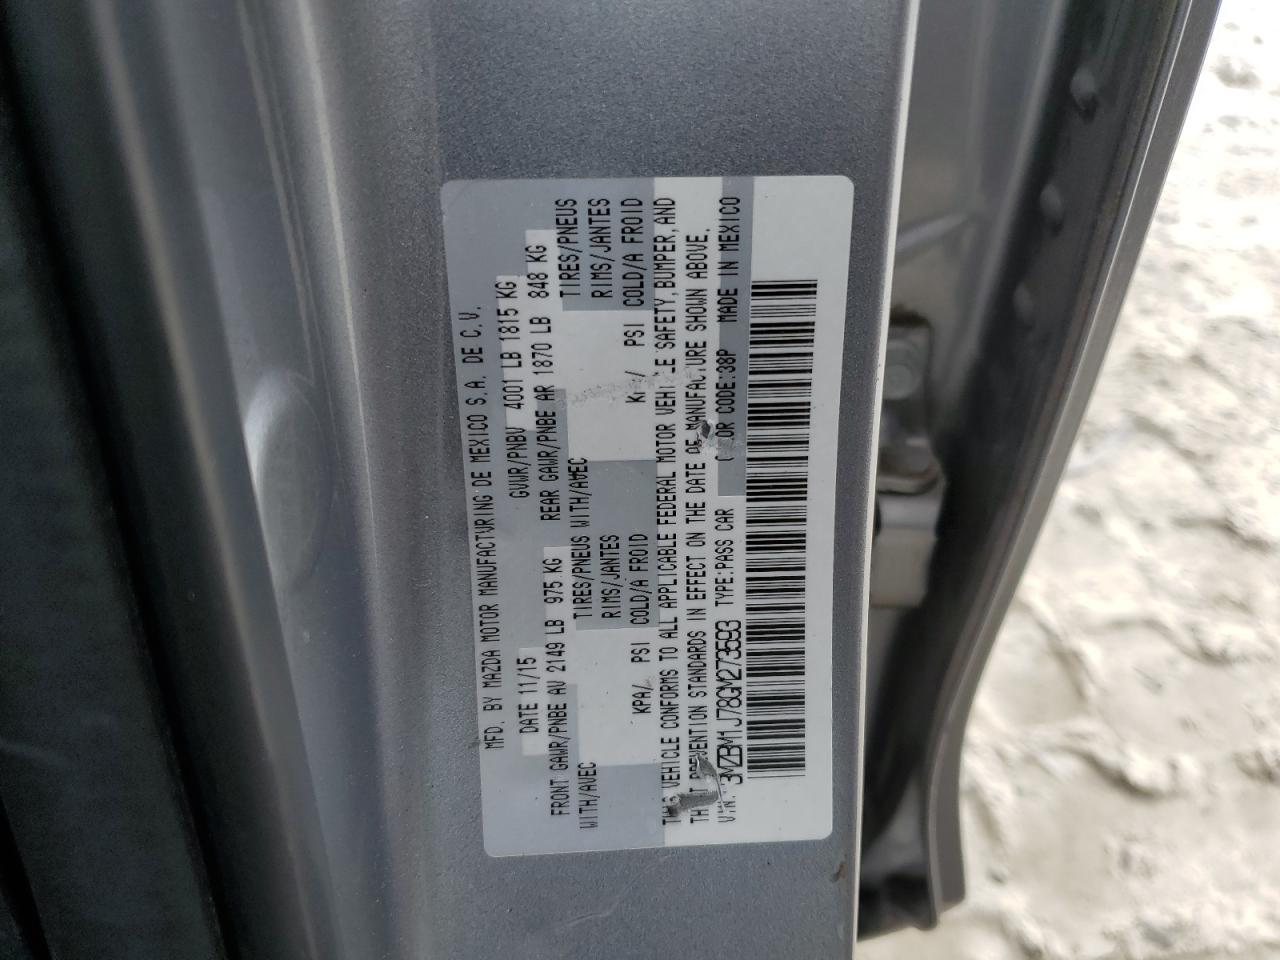 MFD. BY MAZDA MOTOR MANUFACTURING DE MEXICO S.A. DE C.V.
DATE 11/15 GVWR/PNBV 4001 LB 1815 KG
FRONT GAWR/PNBE AV 2149 LB 975 KG REAR GAWR/PNBE AR 1870 LB 848 KG
WITH/AVEC TIRES/PNEUS WITH/AVEC TIRES/PNEUS
RIMS/JANTES RIMS/JANTES
KPA/ PSI COLD/A FROID PSI COLD/A FROID
VEHICLE CONFORMS TO ALL APPLICABLE FEDERAL MOTOR SAFETY, BUMPER, AND
STANDARDS IN EFFECT ON THE DATE MANUFACTURE SHOWN ABOVE.
3MZBM1J78GM273593 TYPE:PASS CAR CODE:38P MADE IN MEXICO